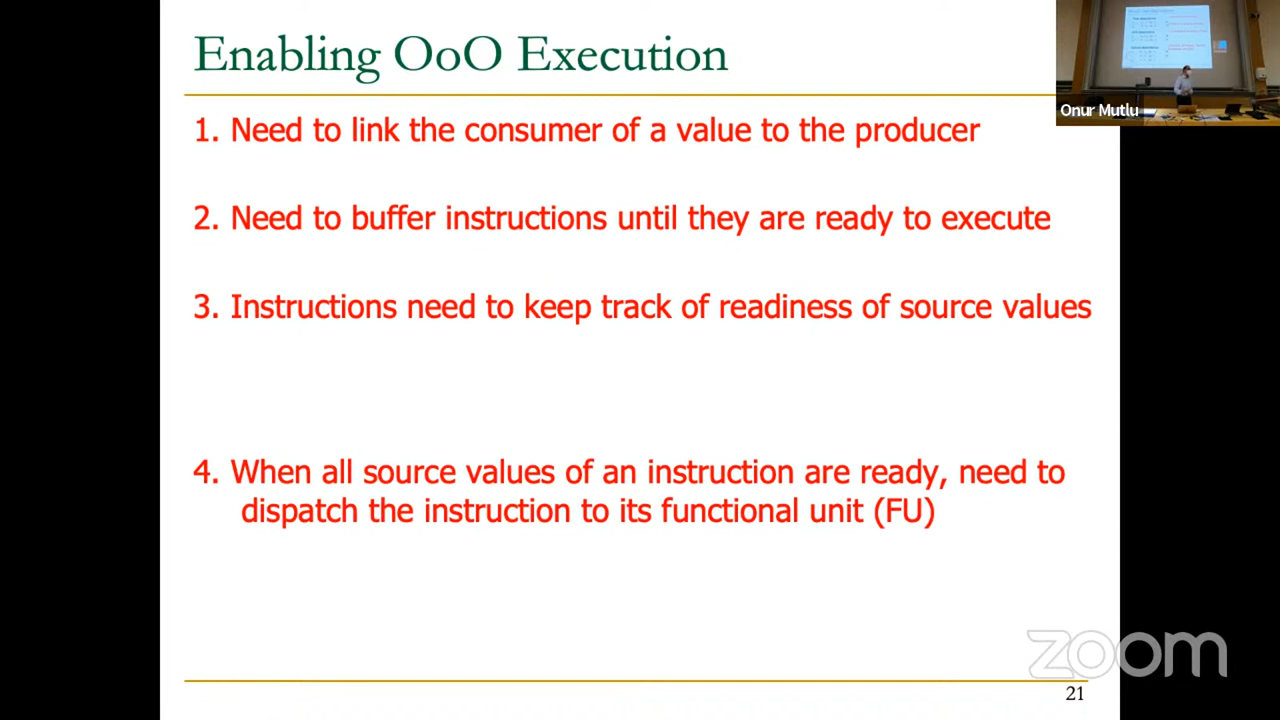 Enabling OoO Execution
Onur Mutlu
1. Need to link the consumer of a value to the producer
2. Need to buffer instructions until they are ready to execute
3. Instructions need to keep track of readiness of source values
4. When all source values of an instruction are ready, need to
dispatch the instruction to its functional unit (FU)
zoom
21